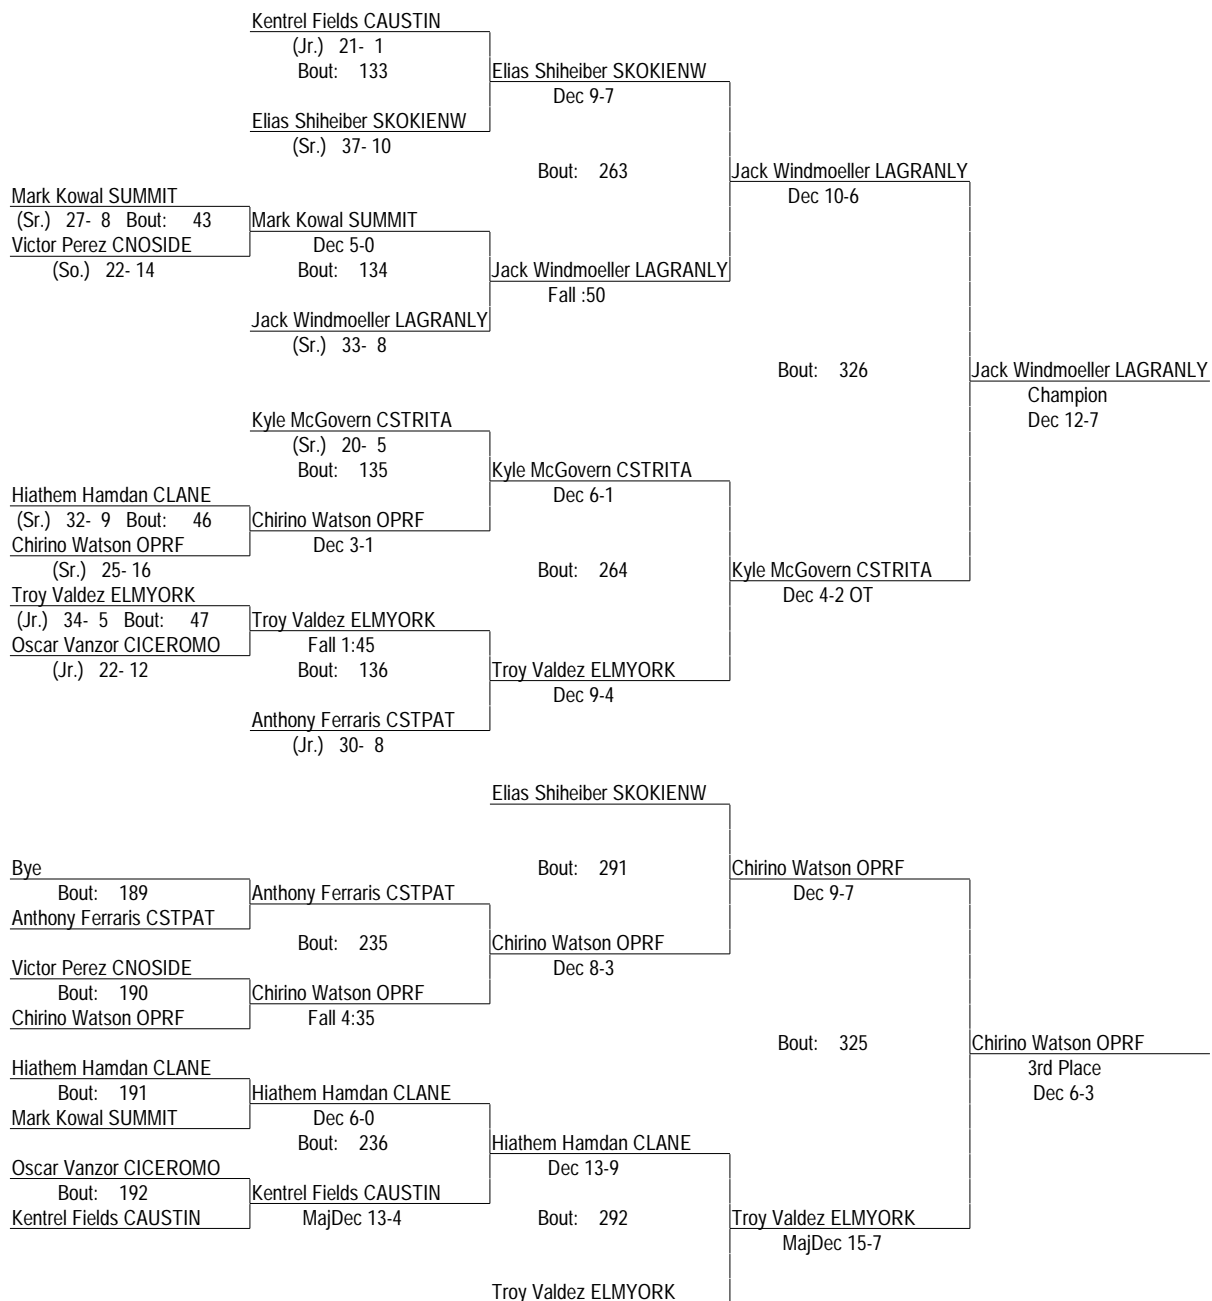 Kentrel Fields CAUSTIN
(Jr.) 21- 1
Bout: 133
Elias Shiheiber SKOKIENW
Dec 9-7
Elias Shiheiber SKOKIENW
(Sr.) 37- 10
Bout: 263
Jack Windmoeller LAGRANLY
Dec 10-6
Mark Kowal SUMMIT
(Sr.) 27- 8 Bout: 43
Mark Kowal SUMMIT
Victor Perez CNOSIDE
Dec 5-0
(So.) 22- 14
Bout: 134
Jack Windmoeller LAGRANLY
Fall :50
Jack Windmoeller LAGRANLY
(Sr.) 33- 8
Bout: 326
Jack Windmoeller LAGRANLY
Champion
Dec 12-7
Kyle McGovern CSTRITA
(Sr.) 20- 5
Bout: 135
Kyle McGovern CSTRITA
Dec 6-1
Hiathem Hamdan CLANE
(Sr.) 32- 9 Bout: 46
Chirino Watson OPRF
Chirino Watson OPRF
Dec 3-1
(Sr.) 25- 16
Bout: 264
Kyle McGovern CSTRITA
Dec 4-2 OT
Troy Valdez ELMYORK
(Jr.) 34- 5 Bout: 47
Troy Valdez ELMYORK
Oscar Vanzor CICEROMO
Fall 1:45
(Jr.) 22- 12
Bout: 136
Troy Valdez ELMYORK
Dec 9-4
Anthony Ferraris CSTPAT
(Jr.) 30- 8
Elias Shiheiber SKOKIENW
Bout: 291
Chirino Watson OPRF
Dec 9-7
Bye
Bout: 189
Anthony Ferraris CSTPAT
Anthony Ferraris CSTPAT
Bout: 235
Chirino Watson OPRF
Dec 8-3
Victor Perez CNOSIDE
Bout: 190
Chirino Watson OPRF
Chirino Watson OPRF
Fall 4:35
Bout: 325
Chirino Watson OPRF
3rd Place
Dec 6-3
Hiathem Hamdan CLANE
Bout: 191
Hiathem Hamdan CLANE
Mark Kowal SUMMIT
Dec 6-0
Bout: 236
Hiathem Hamdan CLANE
Dec 13-9
Oscar Vanzor CICEROMO
Bout: 192
Kentrel Fields CAUSTIN
Kentrel Fields CAUSTIN
MajDec 13-4
Bout: 292
Troy Valdez ELMYORK
MajDec 15-7
Troy Valdez ELMYORK